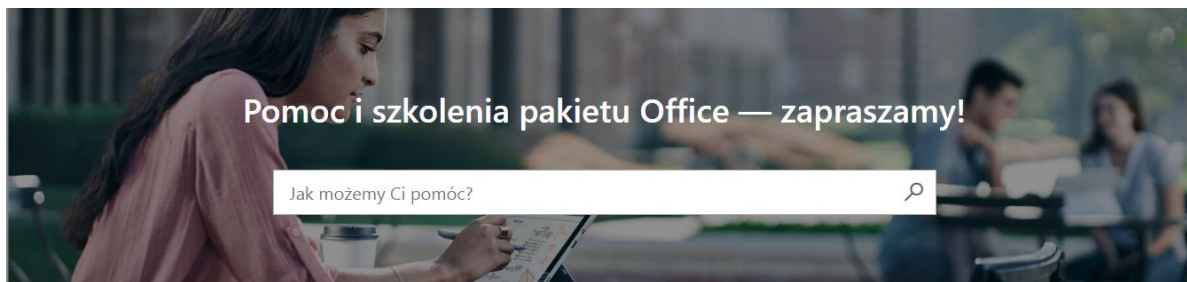 Pomoc i szkolenia pakietu Office — zapraszamy!
Jak możemy Ci pomóc?